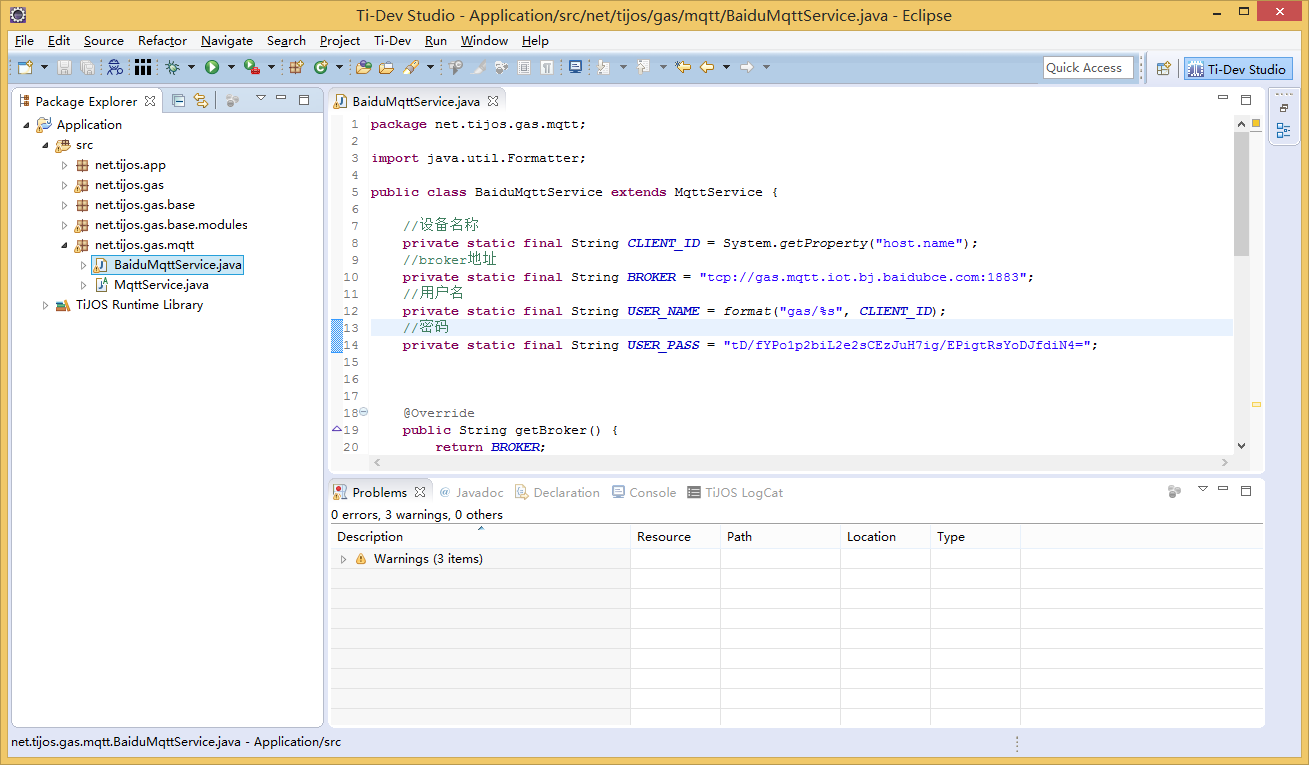 Ti-Dev Studio - Application/src/net/tijos/gas/mqtt/BaiduMqttService.java - Eclipse
File Edit Source Refactor Navigate Search Project Ti-Dev Run Window Help
Quick Access
Ti-Dev Studio
Package Explorer
Application
src
net.tijos.app
net.tijos.gas
net.tijos.gas.base
net.tijos.gas.base.modules
net.tijos.gas.mqtt
BaiduMqttService.java
MqttService.java
TiJOS Runtime Library
BaiduMqttService.java
1 package net.tijos.gas.mqtt;
2
3 import java.util.Formatter;
4
5 public class BaiduMqttService extends MqttService {
6
7 //设备名称
8 private static final String CLIENT_ID = System.getProperty("host.name");
9 //broker地址
10 private static final String BROKER = "tcp://gas.mqtt.iot.bj.baidubce.com:1883";
11 //用户名
12 private static final String USER_NAME = format("gas/%s", CLIENT_ID);
13 //密码
14 private static final String USER_PASS = "tD/fYPo1p2biL2e2sCEzJuH7ig/EPigtRsYoDJfdiN4=";
15
16
17
18 @Override
19 public String getBroker() {
20 return BROKER;
Problems Javadoc Declaration Console TiJOS LogCat
0 errors, 3 warnings, 0 others
Description Resource Path Location Type
Warnings (3 items)
net.tijos.gas.mqtt.BaiduMqttService.java - Application/src